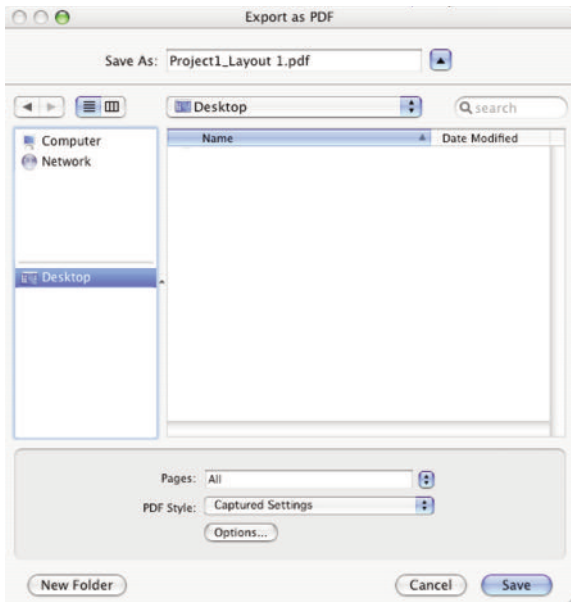 Export as PDF
Save As: Project1_Layout 1.pdf
Desktop
search
Computer
Network
Name
Date Modified
Desktop
Pages: All
PDF Style: Captured Settings
Options...
New Folder
Cancel
Save